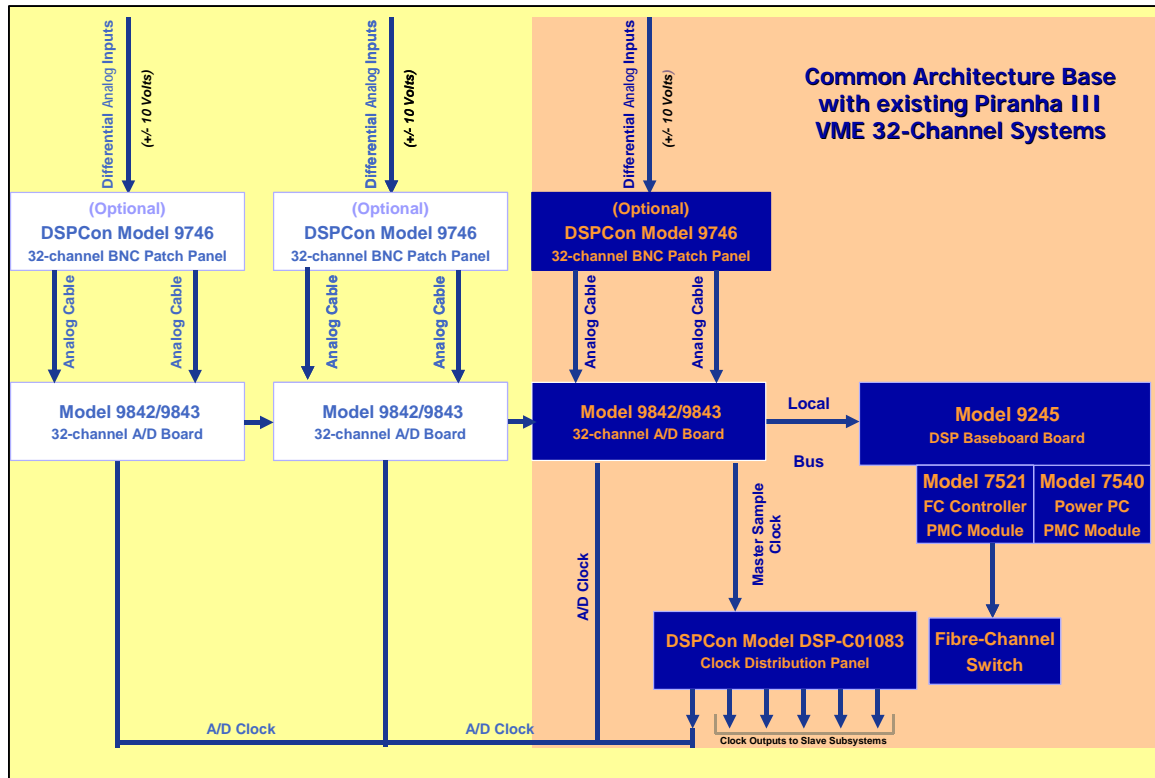 Common Architecture Base
with existing Piranha III
VME 32-Channel Systems
Differential Analog Inputs
(+/- 10 Volts)
Differential Analog Inputs
(+/- 10 Volts)
Differential Analog Inputs
(+/- 10 Volts)
(Optional)
DSPCon Model 9746
32-channel BNC Patch Panel
(Optional)
DSPCon Model 9746
32-channel BNC Patch Panel
(Optional)
DSPCon Model 9746
32-channel BNC Patch Panel
Analog Cable
Analog Cable
Analog Cable
Analog Cable
Analog Cable
Analog Cable
Model 9842/9843
32-channel A/D Board
Model 9842/9843
32-channel A/D Board
Model 9842/9843
32-channel A/D Board
Local
Bus
Model 9245
DSP Baseboard Board
Model 7521
FC Controller
PMC Module
Model 7540
Power PC
PMC Module
A/D Clock
Master Sample
Clock
DSPCon Model DSP-C01083
Clock Distribution Panel
Fibre-Channel
Switch
A/D Clock
A/D Clock
Clock Outputs to Slave Subsystems